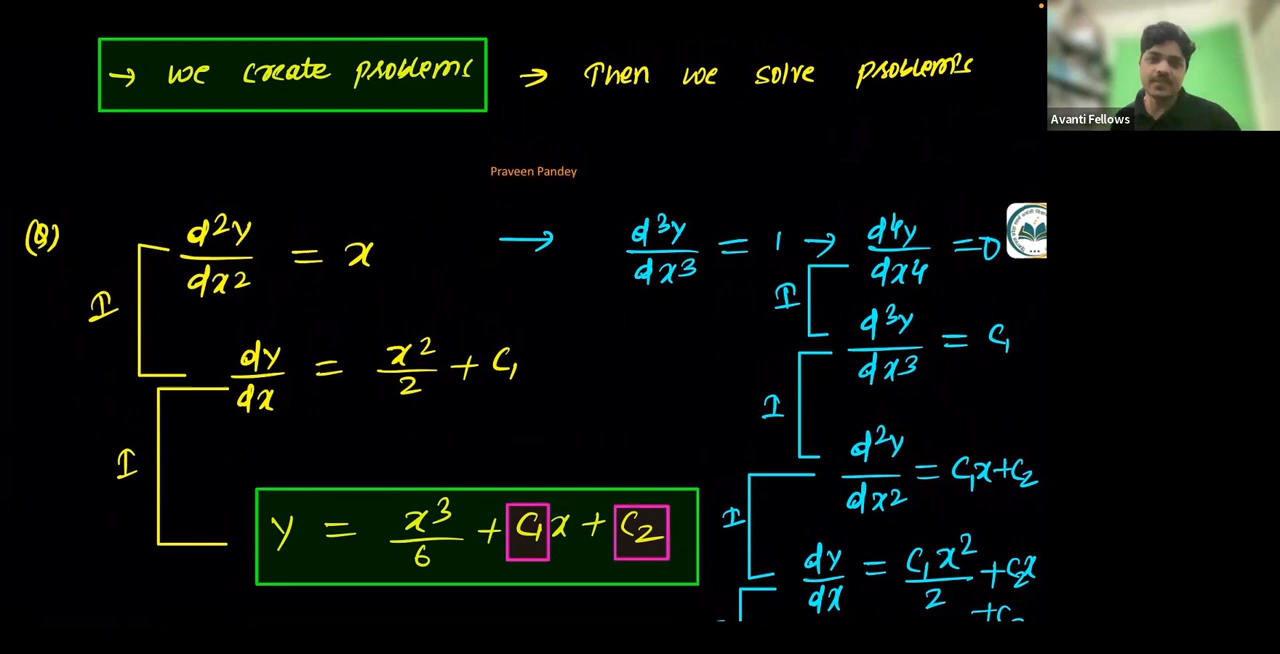 → we create problems → Then we solve problems
Avanti Fellows
Praveen Pandey
(Q) d2y/dx2 = x → d3y/dx3 = 1 → d4y/dx4 = 0
I
I
d3y/dx3 = C1
dy/dx = x2/2 + C1
I
I
d2y/dx2 = C1x+C2
y = x3/6 + C1x + C2
I
dy/dx = C1x2/2 + C2x